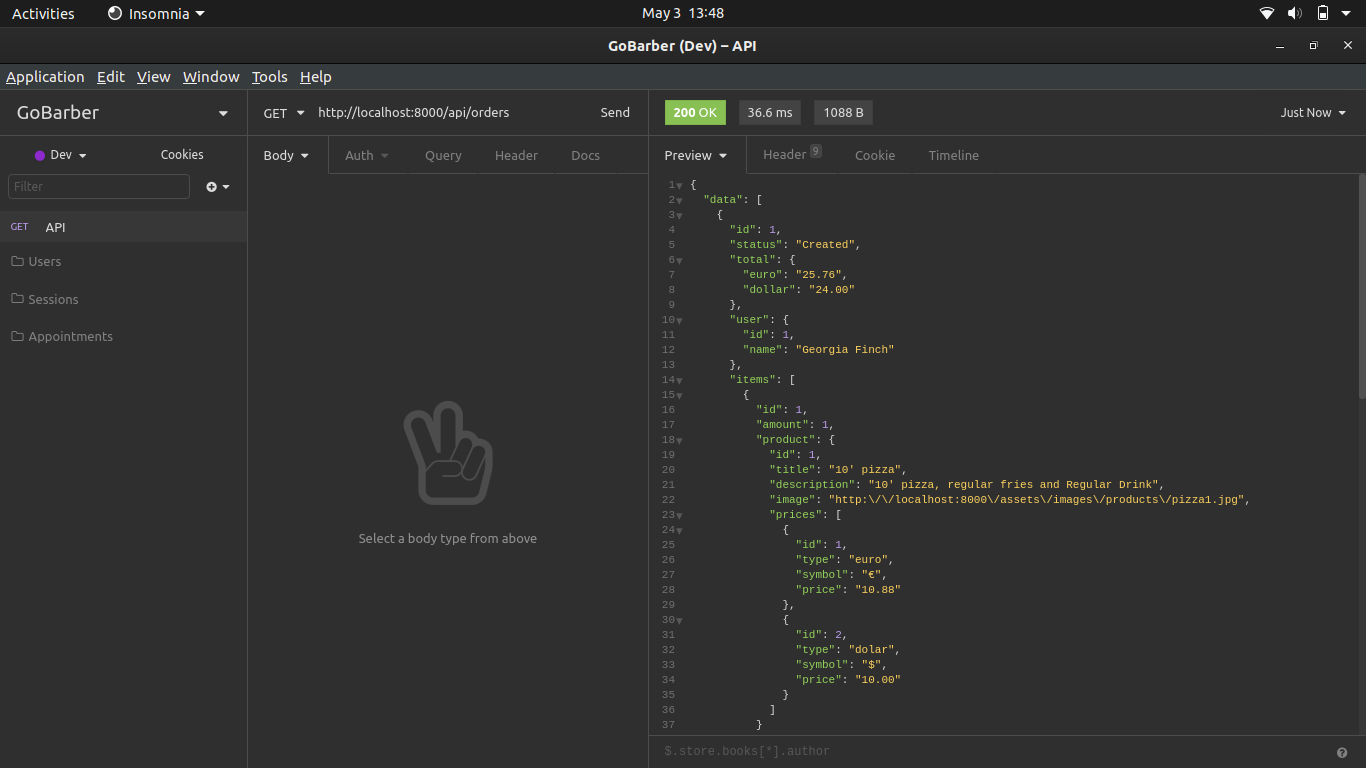 Activities
Insomnia
May 3 13:48
GoBarber (Dev) – API
Application Edit View Window Tools Help
GoBarber
Dev
Cookies
Filter
GET API
Users
Sessions
Appointments
GET http://localhost:8000/api/orders Send
Body Auth Query Header Docs
Select a body type from above
200 OK 36.6 ms 1088 B Just Now
Preview Header 9 Cookie Timeline
1 {
2 "data": [
3 {
4 "id": 1,
5 "status": "Created",
6 "total": {
7 "euro": "25.76",
8 "dollar": "24.00"
9 },
10 "user": {
11 "id": 1,
12 "name": "Georgia Finch"
13 },
14 "items": [
15 {
16 "id": 1,
17 "amount": 1,
18 "product": {
19 "id": 1,
20 "title": "10' pizza",
21 "description": "10' pizza, regular fries and Regular Drink",
22 "image": "http:\/\/localhost:8000\/assets\/images\/products\/pizza1.jpg",
23 "prices": [
24 {
25 "id": 1,
26 "type": "euro",
27 "symbol": "€",
28 "price": "10.88"
29 },
30 {
31 "id": 2,
32 "type": "dolar",
33 "symbol": "$",
34 "price": "10.00"
35 }
36 ]
37 }
$.store.books[*].author